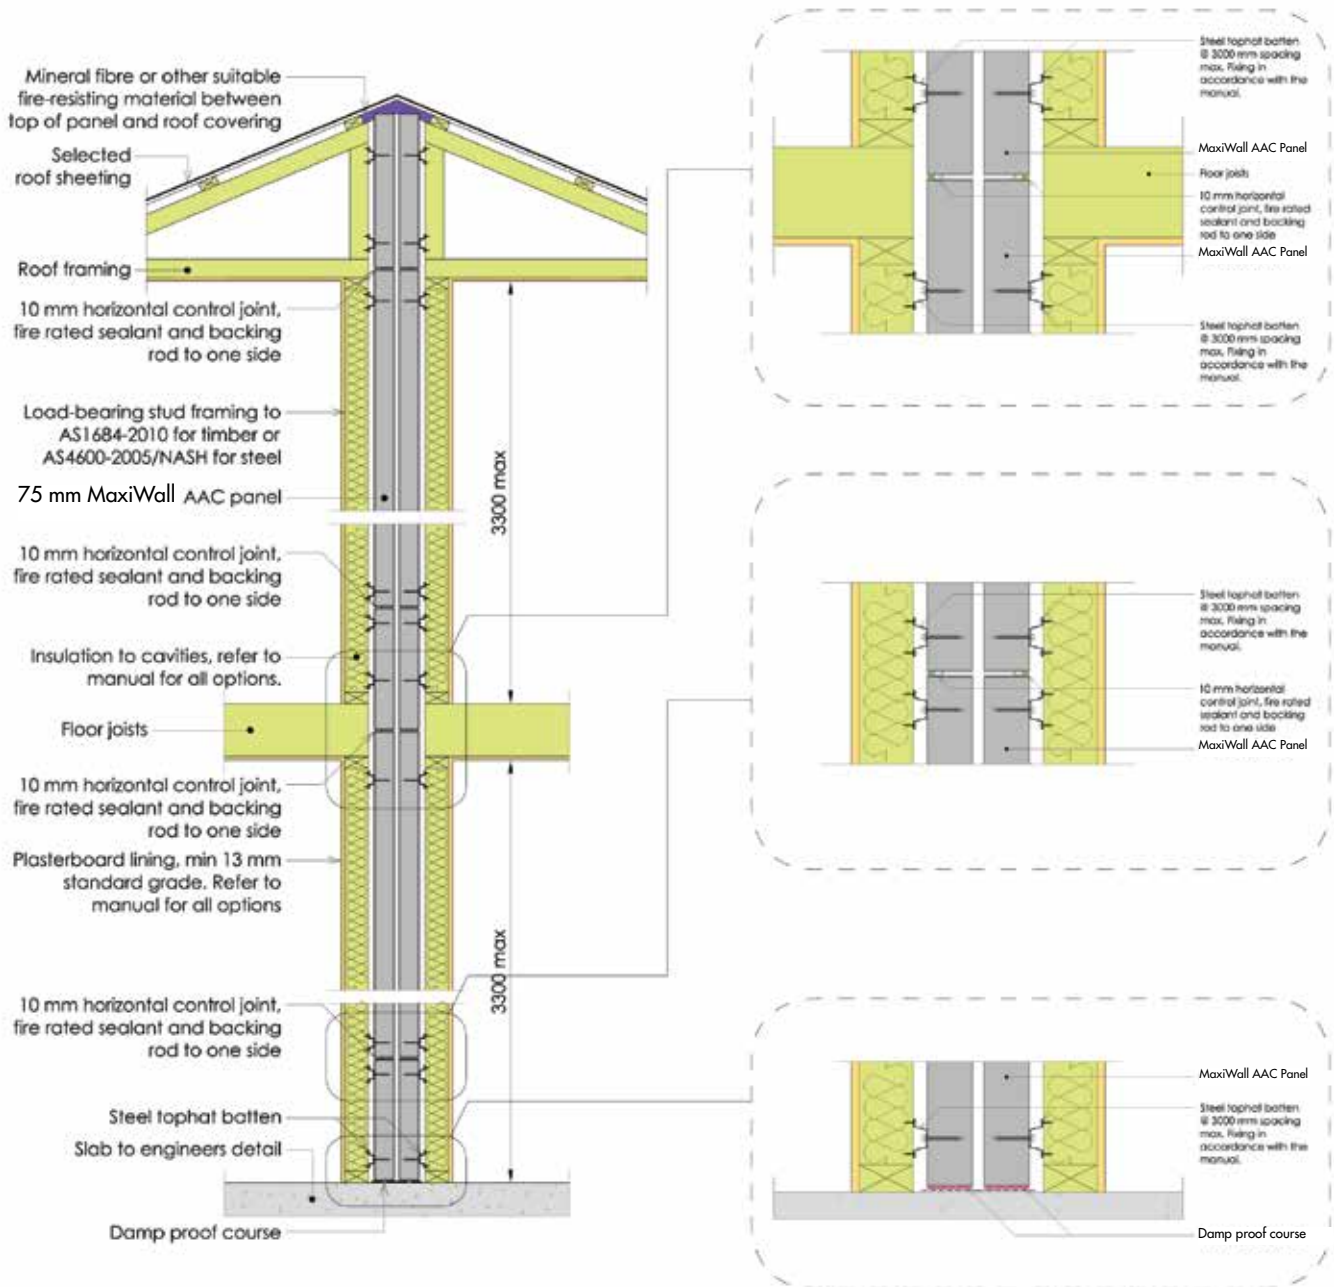 Mineral fibre or other suitable
fire-resisting material between
top of panel and roof covering
Selected
roof sheeting
Roof framing
10 mm horizontal control joint,
fire rated sealant and backing
rod to one side
Load-bearing stud framing to
AS1684-2010 for timber or
AS4600-2005/NASH for steel
75 mm MaxiWall AAC panel
10 mm horizontal control joint,
fire rated sealant and backing
rod to one side
Insulation to cavities, refer to
manual for all options.
Floor joists
10 mm horizontal control joint,
fire rated sealant and backing
rod to one side
Plasterboard lining, min 13 mm
standard grade. Refer to
manual for all options
10 mm horizontal control joint,
fire rated sealant and backing
rod to one side
Steel tophat batten
Slab to engineers detail
Damp proof course
3300 max
3300 max
Steel tophat batten
@ 3000 mm spacing
max. Fixing in
accordance with the
manual.
MaxiWall AAC Panel
Floor joists
10 mm horizontal
control joint, fire rated
sealant and backing
rod to one side
MaxiWall AAC Panel
Steel tophat batten
@ 3000 mm spacing
max. Fixing in
accordance with the
manual.
Steel tophat batten
@ 3000 mm spacing
max. Fixing in
accordance with the
manual.
10 mm horizontal
control joint, fire rated
sealant and backing
rod to one side
MaxiWall AAC Panel
MaxiWall AAC Panel
Steel tophat batten
@ 3000 mm spacing
max. Fixing in
accordance with the
manual.
Damp proof course